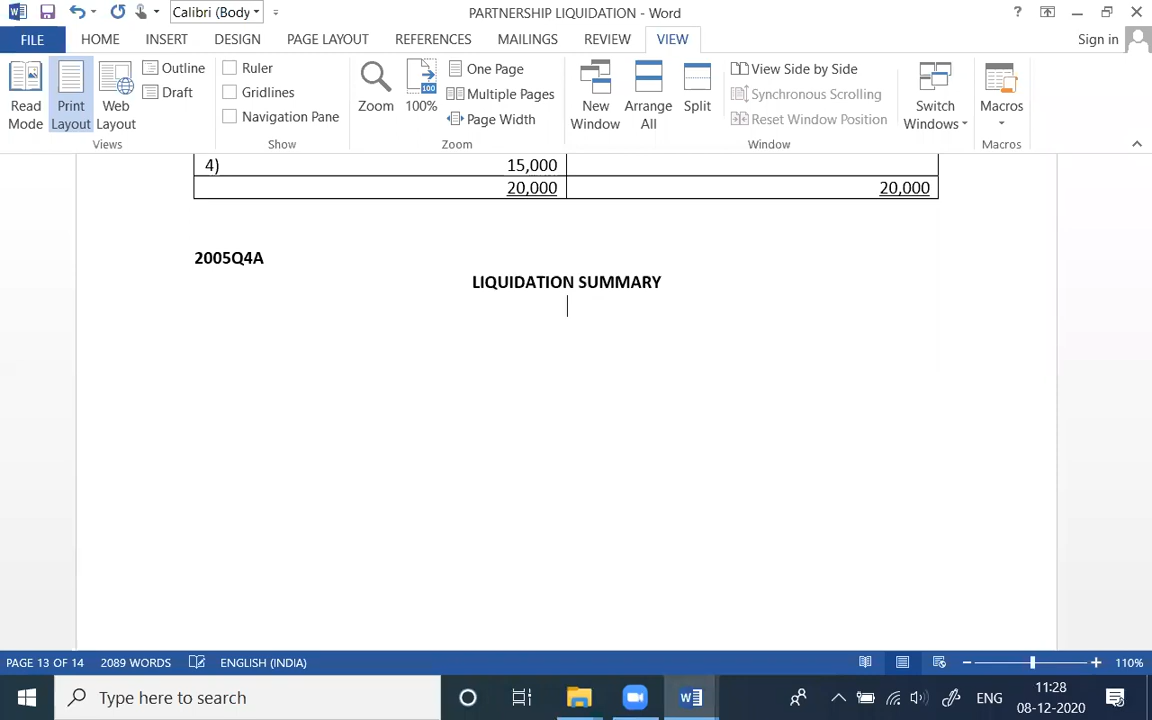 Calibri (Body
PARTNERSHIP LIQUIDATION - Word
?
FILE
HOME
INSERT
DESIGN
PAGE LAYOUT
REFERENCES
MAILINGS
REVIEW
VIEW
Sign in
Read Mode
Print Layout
Web Layout
Outline
Draft
Views
Ruler
Gridlines
Navigation Pane
Show
Zoom
100
100%
One Page
Multiple Pages
Page Width
Zoom
New Window
Arrange All
Split
View Side by Side
Synchronous Scrolling
Reset Window Position
Switch Windows
Window
Macros
Macros
4) 15,000
20,000 20,000
2005Q4A
LIQUIDATION SUMMARY
PAGE 13 OF 14
2089 WORDS
ENGLISH (INDIA)
110%
Type here to search
ENG
11:28
08-12-2020